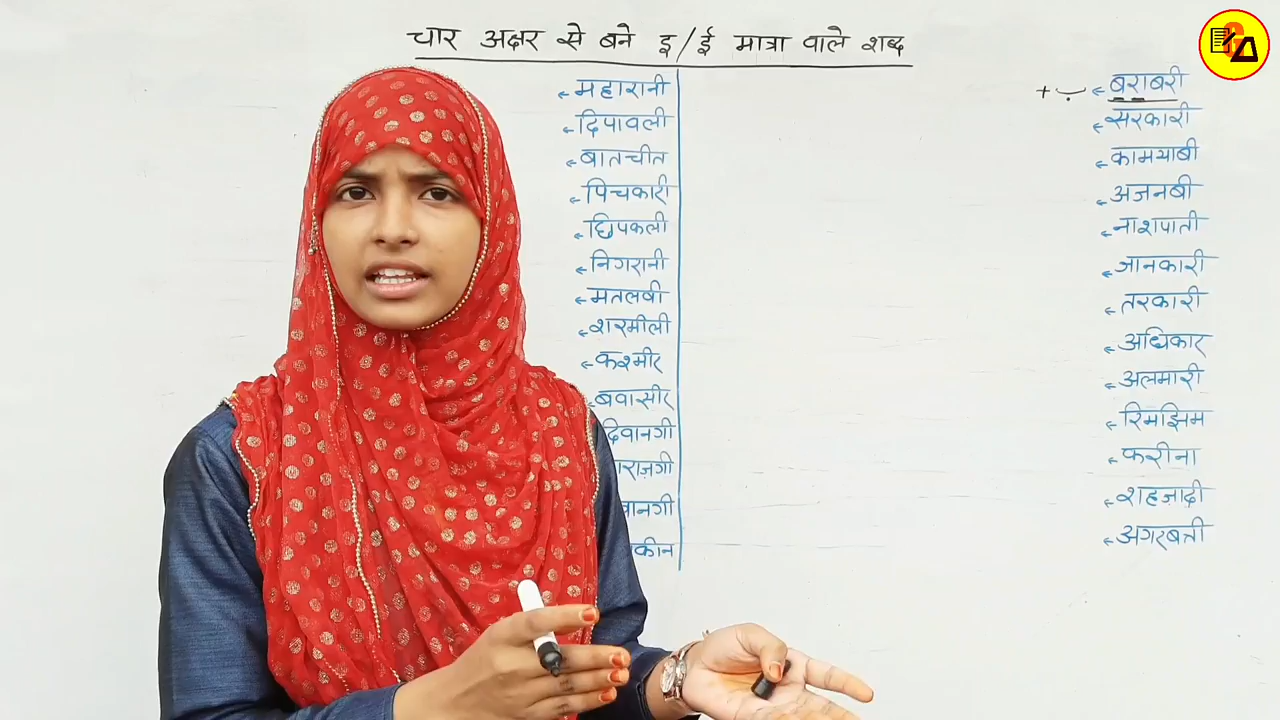 चार अक्षर से बने इ/ई मात्रा वाले शब्द
महारानी
दिपावली
बातचीत
पिचकारी
छिपकली
निगरानी
मतलबी
शरमीली
कश्मीर
बवासीर
दिवानगी
ाराज़गी
वानगी
कीन
+ ب ← बराबरी
सरकारी
कामयाबी
अजनबी
नाशपाती
जानकारी
तरकारी
अधिकार
अलमारी
रिमझिम
करीना
शहज़ादी
अगरबत्ती